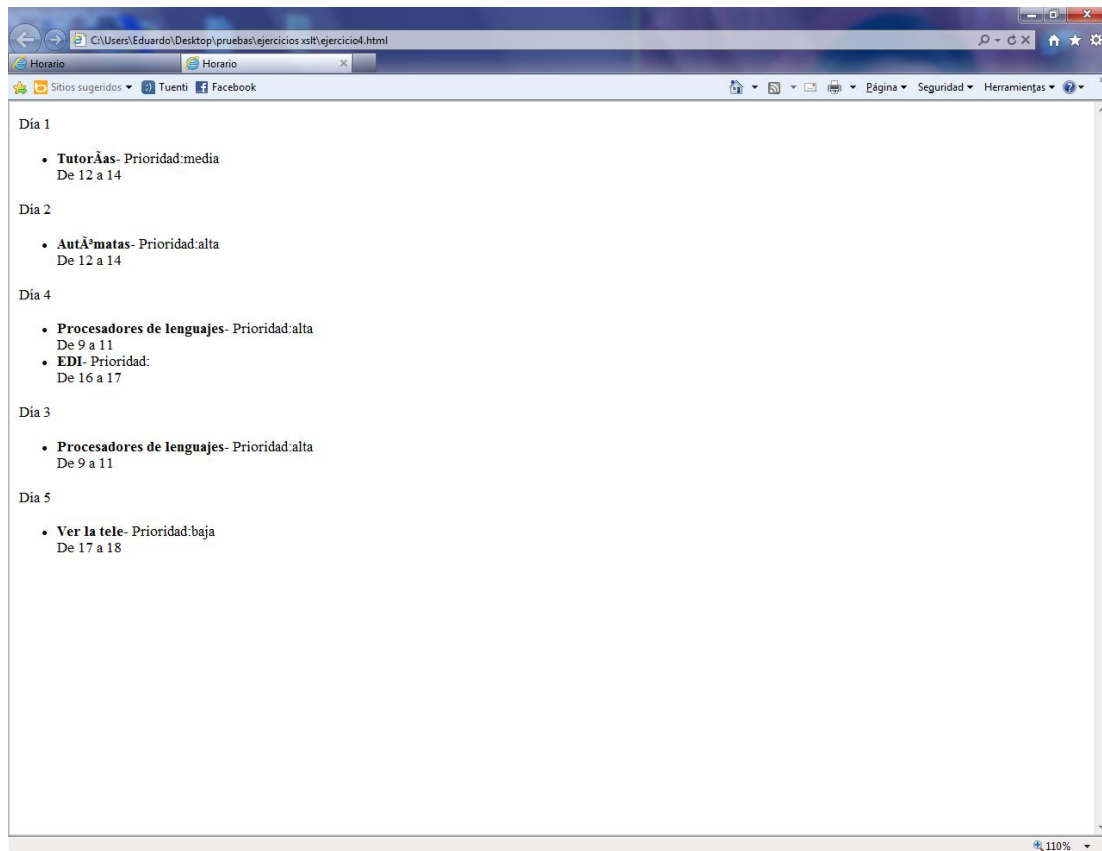 C:\Users\Eduardo\Desktop\pruebas\ejercicios xslt\ejercicio4.html
Horario
Horario
Sitios sugeridos
Tuenti
Facebook
Página
Seguridad
Herramientas
Día 1
TutorÃas- Prioridad:media
De 12 a 14
Día 2
AutÃ³matas- Prioridad:alta
De 12 a 14
Día 4
Procesadores de lenguajes- Prioridad:alta
De 9 a 11
EDI- Prioridad:
De 16 a 17
Día 3
Procesadores de lenguajes- Prioridad:alta
De 9 a 11
Día 5
Ver la tele- Prioridad:baja
De 17 a 18
110%